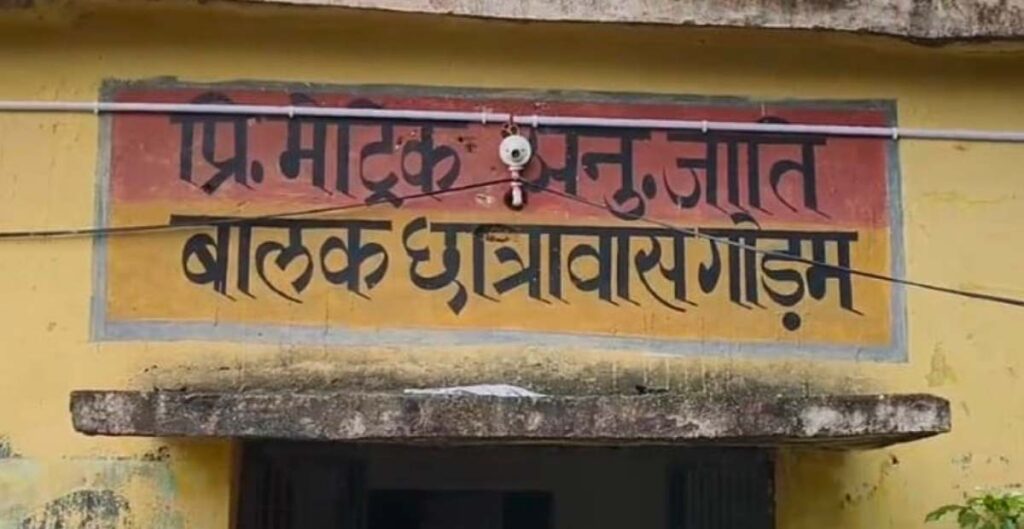 प्रि. मेट्रिक अनु. जाति
बालक छात्रावास गोड़म